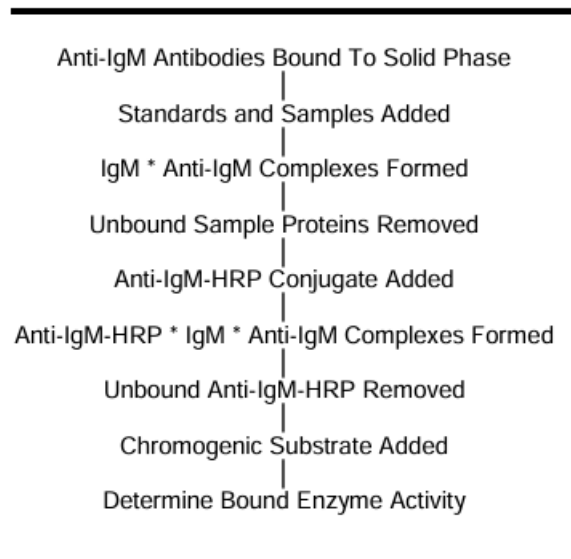 Anti-IgM Antibodies Bound To Solid Phase
Standards and Samples Added
IgM * Anti-IgM Complexes Formed
Unbound Sample Proteins Removed
Anti-IgM-HRP Conjugate Added
Anti-IgM-HRP * IgM * Anti-IgM Complexes Formed
Unbound Anti-IgM-HRP Removed
Chromogenic Substrate Added
Determine Bound Enzyme Activity